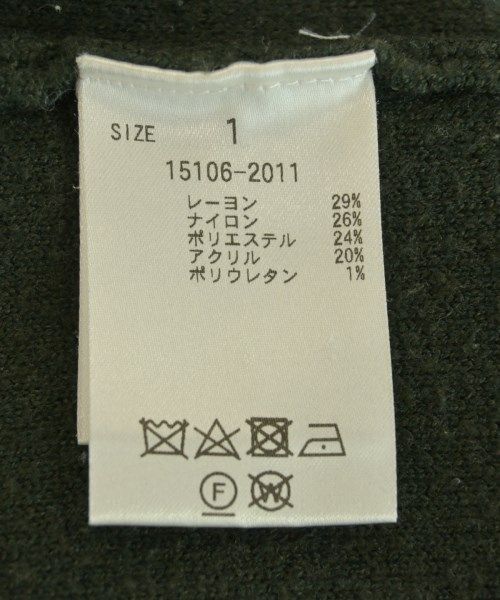 SIZE 1
15106-2011
レーヨン 29%
ナイロン 26%
ポリエステル 24%
アクリル 20%
ポリウレタン 1%
F W